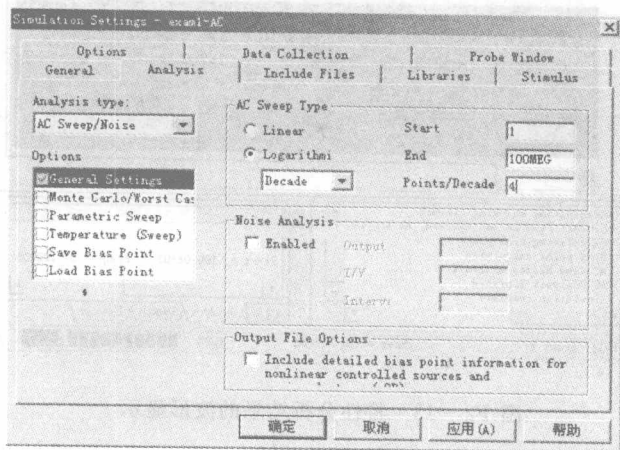 Simulation Settings - exam1-AC
Options
Data Collection
Probe Window
General
Analysis
Include Files
Libraries
Stimulus
Analysis type:
AC Sweep/Noise
Options
General Settings
Monte Carlo/Worst Cas
Parametric Sweep
Temperature (Sweep)
Save Bias Point
Load Bias Point
AC Sweep Type
Linear
Logarithmi
Decade
Start
1
End
100MEG
Points/Decade
4
Noise Analysis
Enabled
Output
I/V
Interv
Output File Options
Include detailed bias point information for
nonlinear controlled sources and
确定
取消
应用(A)
帮助